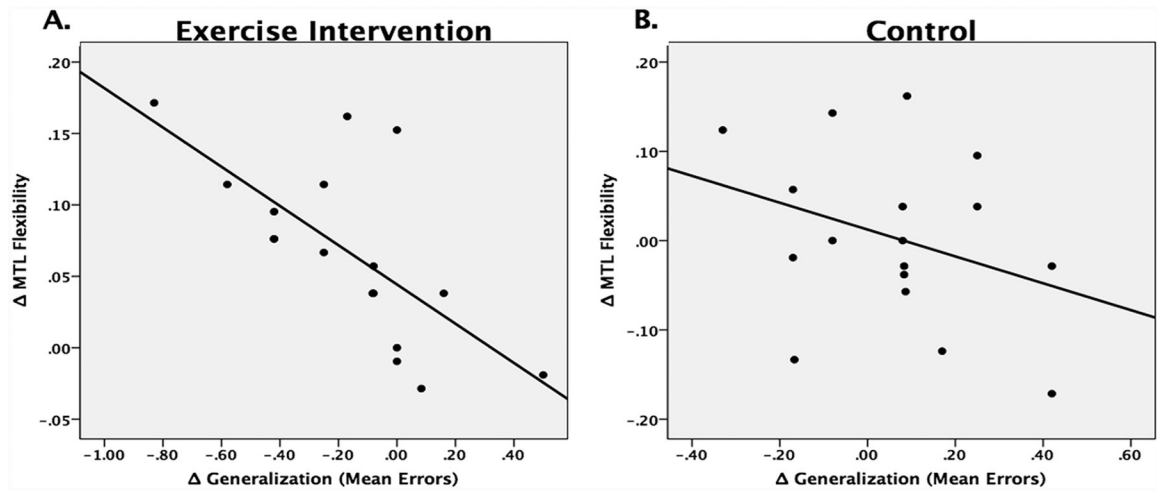 A.
Exercise Intervention
Δ MTL Flexibility
.20
.15
.10
.05
.00
-.05
-1.00 -.80 -.60 -.40 -.20 .00 .20 .40
Δ Generalization (Mean Errors)
B.
Control
Δ MTL Flexibility
.20
.10
.00
-.10
-.20
-.40 -.20 .00 .20 .40 .60
Δ Generalization (Mean Errors)